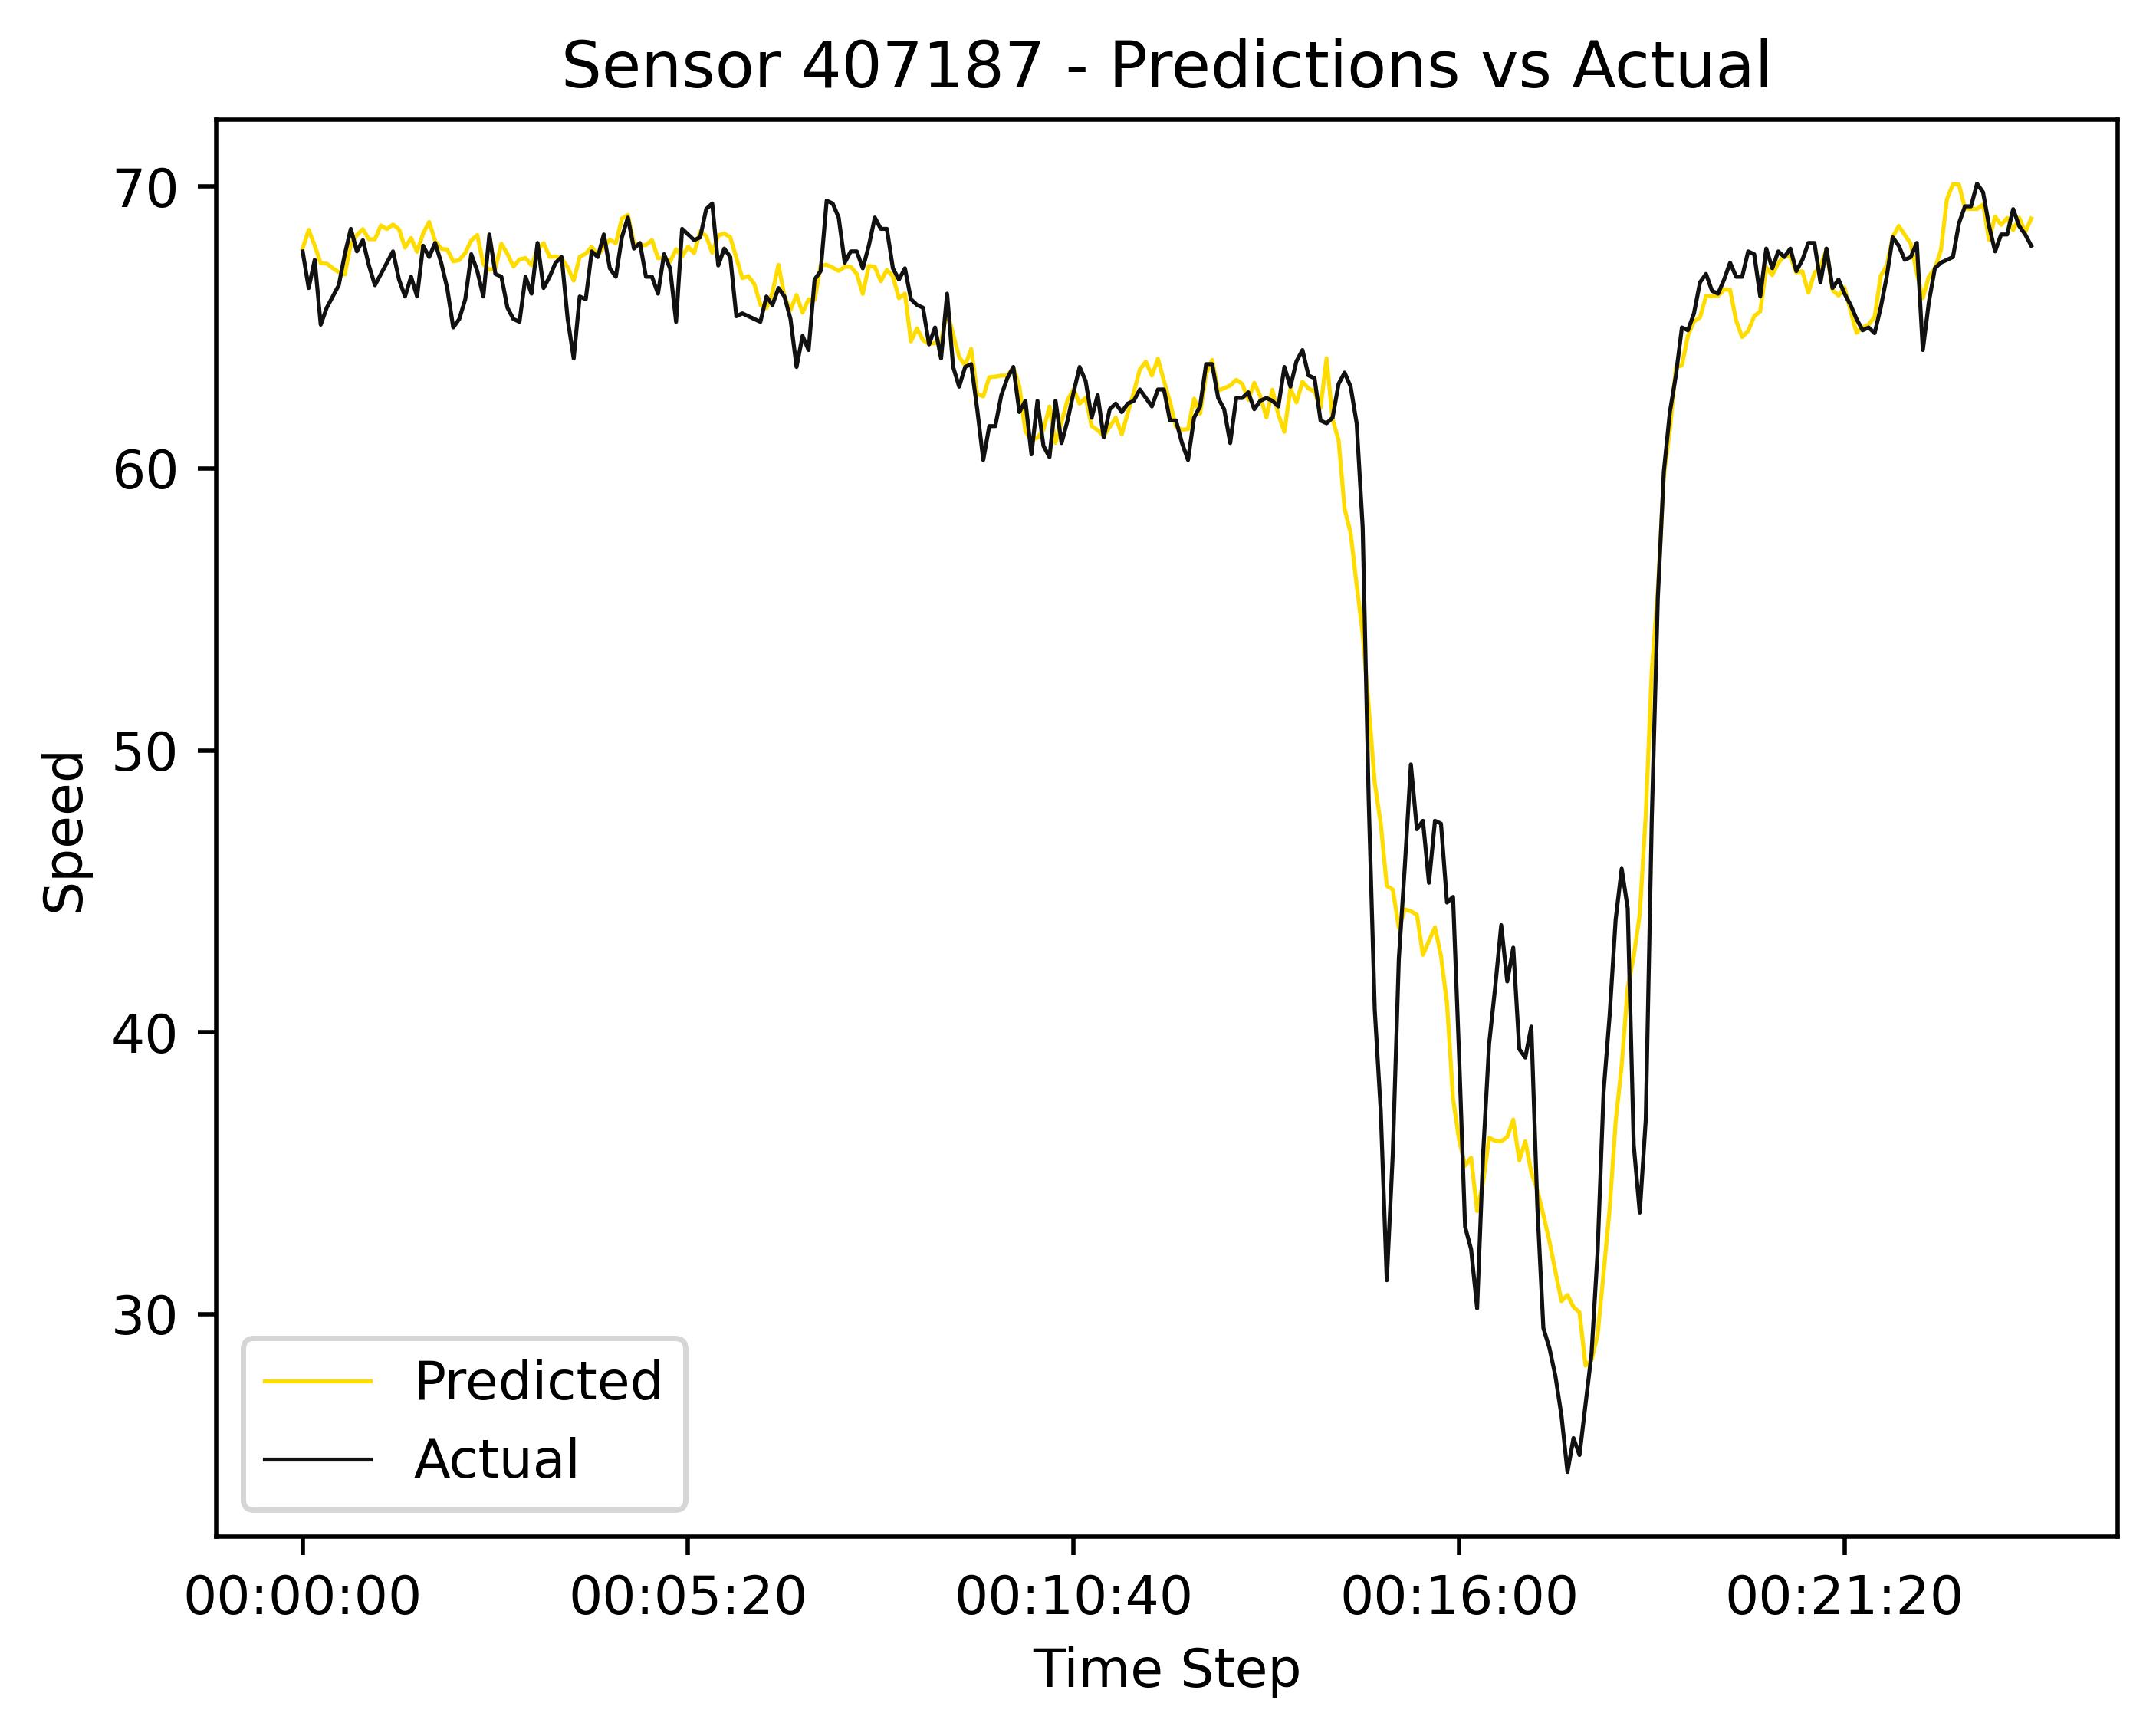 Sensor 407187 - Predictions vs Actual
70
60
50
40
30
Speed
Predicted
Actual
00:00:00 00:05:20 00:10:40 00:16:00 00:21:20
Time Step